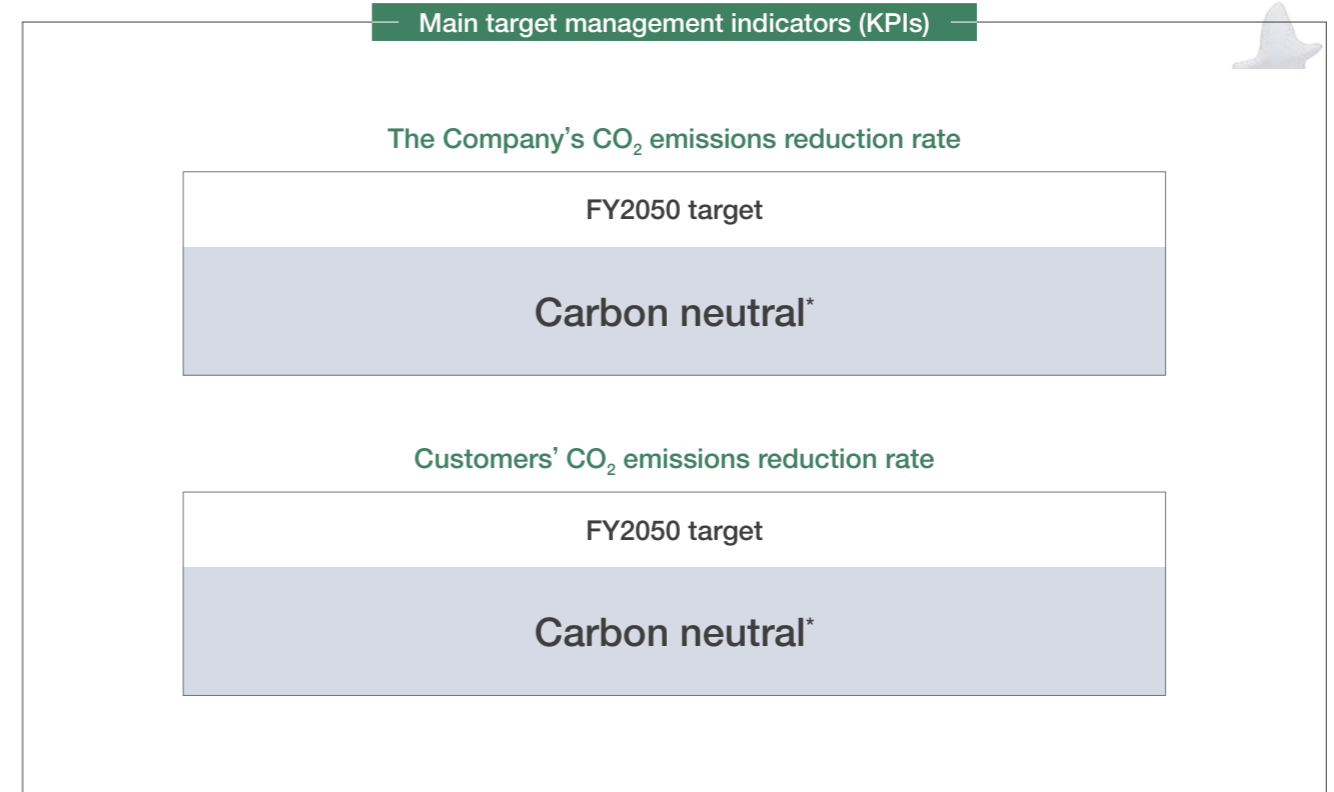 Main target management indicators (KPIs)
The Company’s CO₂ emissions reduction rate
FY2050 target
Carbon neutral*
Customers’ CO₂ emissions reduction rate
FY2050 target
Carbon neutral*